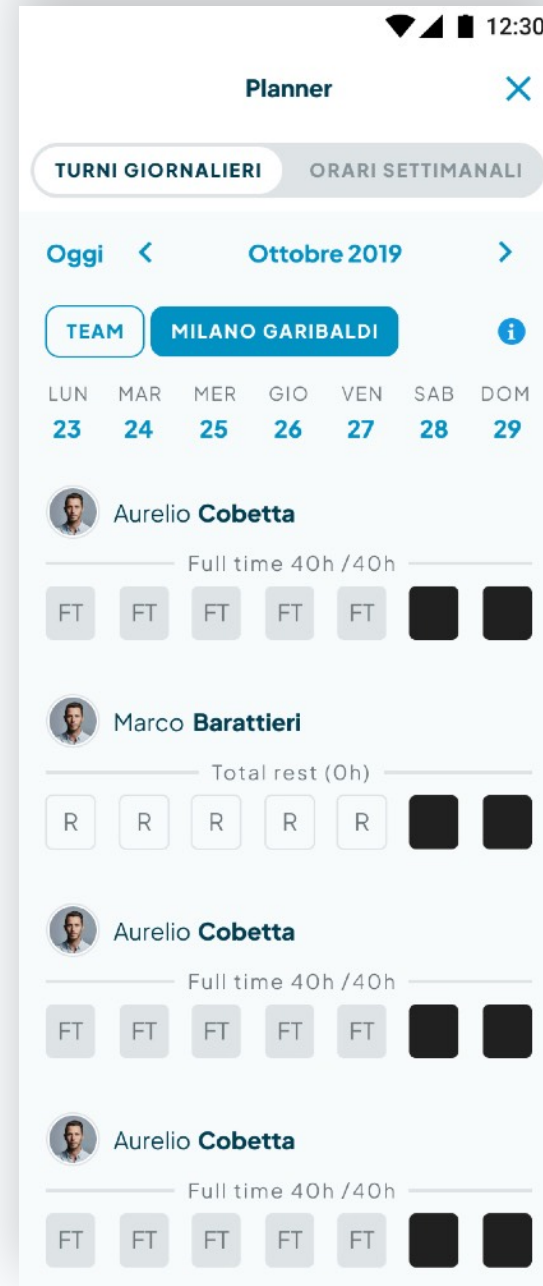 12:30
Planner
TURNI GIORNALIERI ORARI SETTIMANALI
Oggi < Ottobre 2019 >
TEAM MILANO GARIBALDI i
LUN MAR MER GIO VEN SAB DOM
23 24 25 26 27 28 29
Aurelio Cobetta
Full time 40h /40h
FT FT FT FT FT
Marco Barattieri
Total rest (0h)
R R R R R
Aurelio Cobetta
Full time 40h /40h
FT FT FT FT FT
Aurelio Cobetta
Full time 40h /40h
FT FT FT FT FT